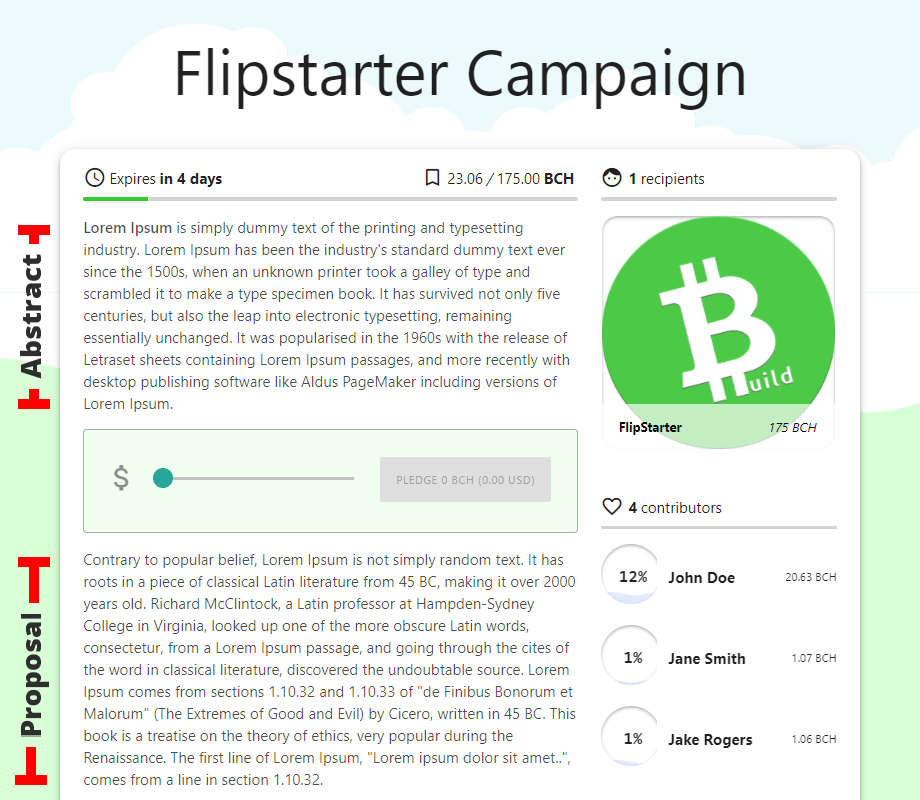 Flipstarter Campaign
Expires in 4 days
23.06 / 175.00 BCH
Abstract
Lorem Ipsum is simply dummy text of the printing and typesetting
industry. Lorem Ipsum has been the industry's standard dummy text ever
since the 1500s, when an unknown printer took a galley of type and
scrambled it to make a type specimen book. It has survived not only five
centuries, but also the leap into electronic typesetting, remaining
essentially unchanged. It was popularised in the 1960s with the release of
Letraset sheets containing Lorem Ipsum passages, and more recently with
desktop publishing software like Aldus PageMaker including versions of
Lorem Ipsum.
$
PLEDGE 0 BCH (0.00 USD)
Proposal
Contrary to popular belief, Lorem Ipsum is not simply random text. It has
roots in a piece of classical Latin literature from 45 BC, making it over 2000
years old. Richard McClintock, a Latin professor at Hampden-Sydney
College in Virginia, looked up one of the more obscure Latin words,
consectetur, from a Lorem Ipsum passage, and going through the cites of
the word in classical literature, discovered the undoubtable source. Lorem
Ipsum comes from sections 1.10.32 and 1.10.33 of "de Finibus Bonorum et
Malorum" (The Extremes of Good and Evil) by Cicero, written in 45 BC. This
book is a treatise on the theory of ethics, very popular during the
Renaissance. The first line of Lorem Ipsum, "Lorem ipsum dolor sit amet..",
comes from a line in section 1.10.32.
1 recipients
Build
FlipStarter 175 BCH
4 contributors
12% John Doe 20.63 BCH
1% Jane Smith 1.07 BCH
1% Jake Rogers 1.06 BCH